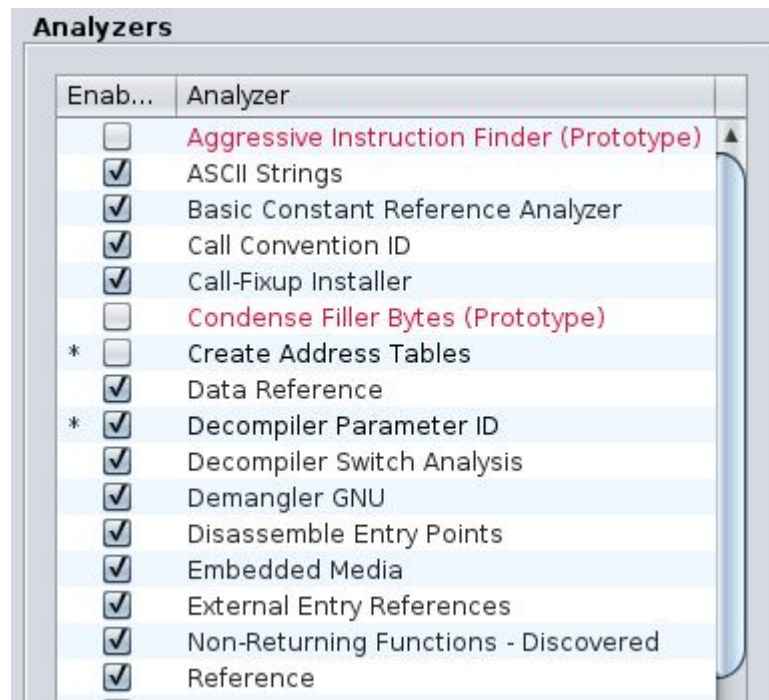 Analyzers
Enab... Analyzer
Aggressive Instruction Finder (Prototype)
ASCII Strings
Basic Constant Reference Analyzer
Call Convention ID
Call-Fixup Installer
Condense Filler Bytes (Prototype)
* Create Address Tables
Data Reference
* Decompiler Parameter ID
Decompiler Switch Analysis
Demangler GNU
Disassemble Entry Points
Embedded Media
External Entry References
Non-Returning Functions - Discovered
Reference